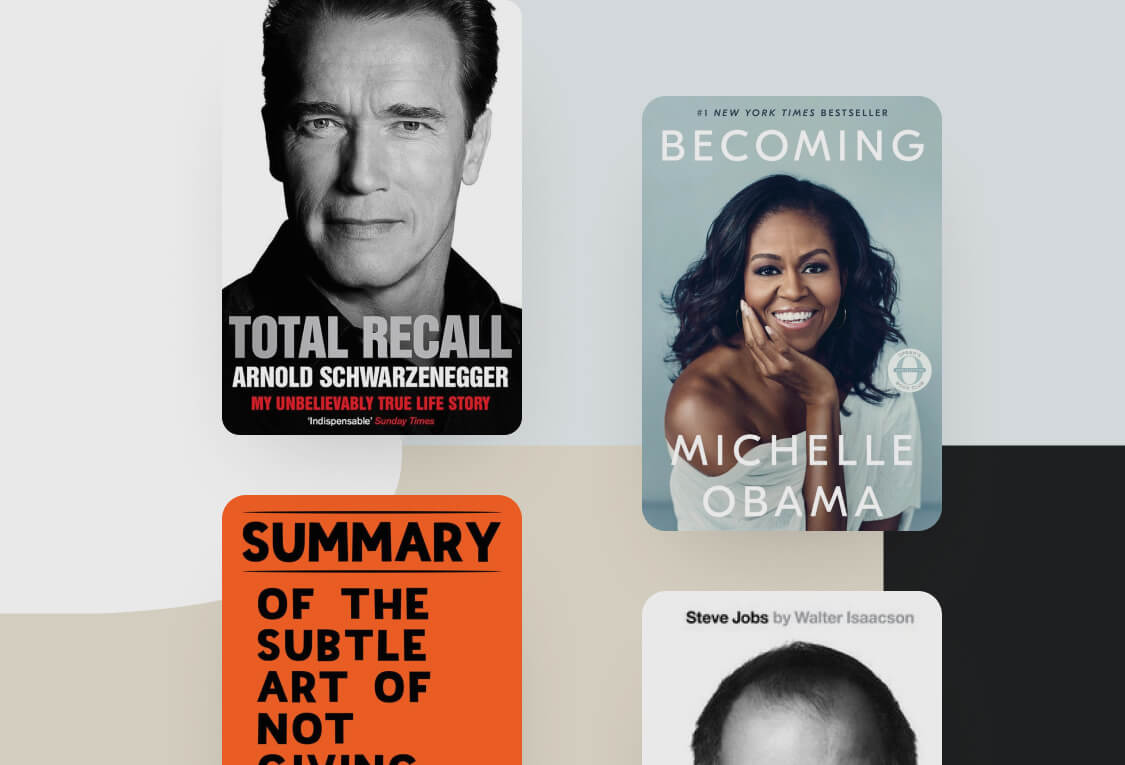 TOTAL RECALL
ARNOLD SCHWARZENEGGER
MY UNBELIEVABLY TRUE LIFE STORY
'Indispensable' Sunday Times
#1 NEW YORK TIMES BESTSELLER
BECOMING
MICHELLE
OBAMA
SUMMARY
OF THE
SUBTLE
ART OF
NOT
GIVING
Steve Jobs by Walter Isaacson